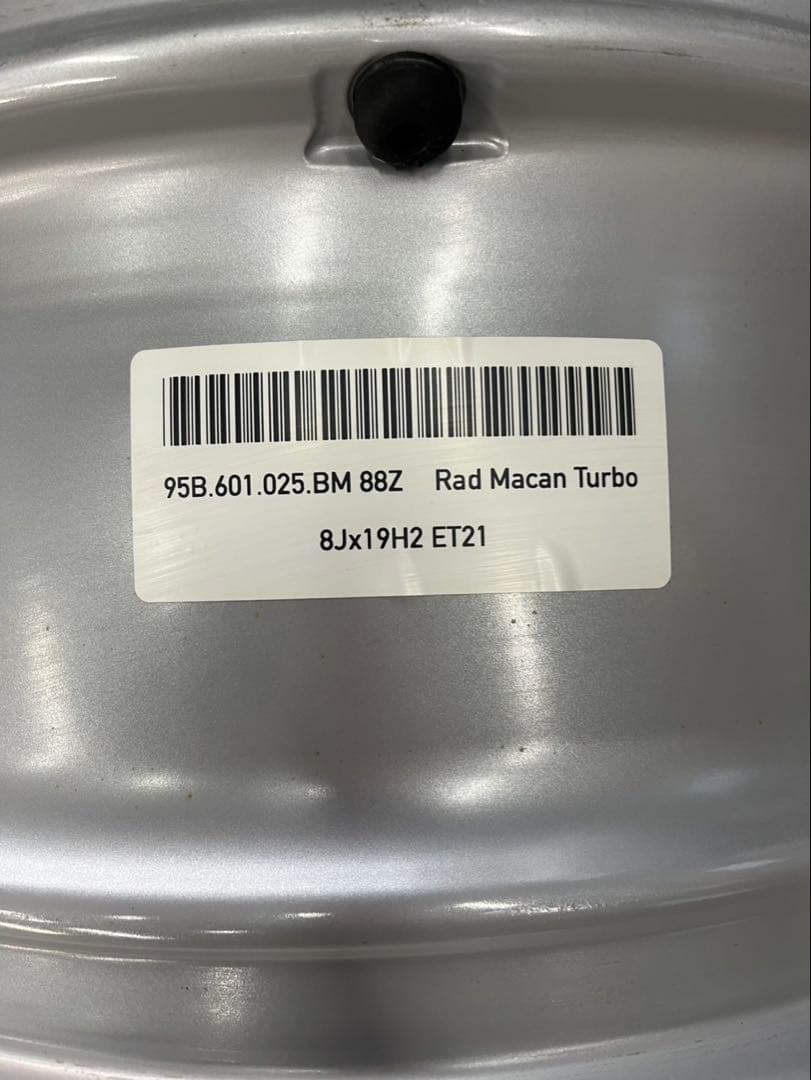 95B.601.025.BM 88Z Rad Macan Turbo
8Jx19H2 ET21